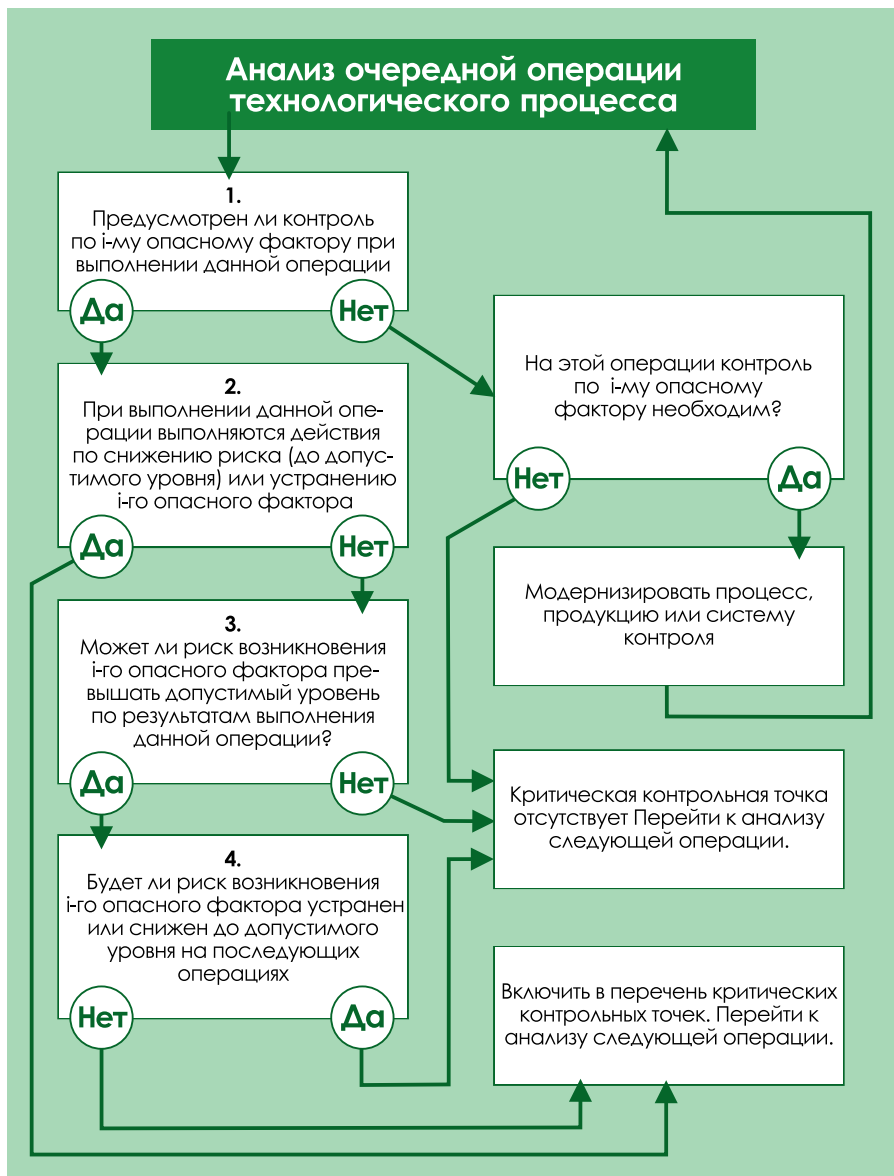 Анализ очередной операции
технологического процесса
1.
Предусмотрен ли контроль
по i-му опасному фактору при
выполнении данной операции
Да
Нет
На этой операции контроль
по i-му опасному
фактору необходим?
Нет
Да
2.
При выполнении данной опе-
рации выполняются действия
по снижению риска (до допус-
тимого уровня) или устранению
i-го опасного фактора
Да
Нет
Модернизировать процесс,
продукцию или систему
контроля
3.
Может ли риск возникновения
i-го опасного фактора пре-
вышать допустимый уровень
по результатам выполнения
данной операции?
Да
Нет
Критическая контрольная точка
отсутствует Перейти к анализу
следующей операции.
4.
Будет ли риск возникновения
i-го опасного фактора устранен
или снижен до допустимого
уровня на последующих
операциях
Нет
Да
Включить в перечень критических
контрольных точек. Перейти к
анализу следующей операции.